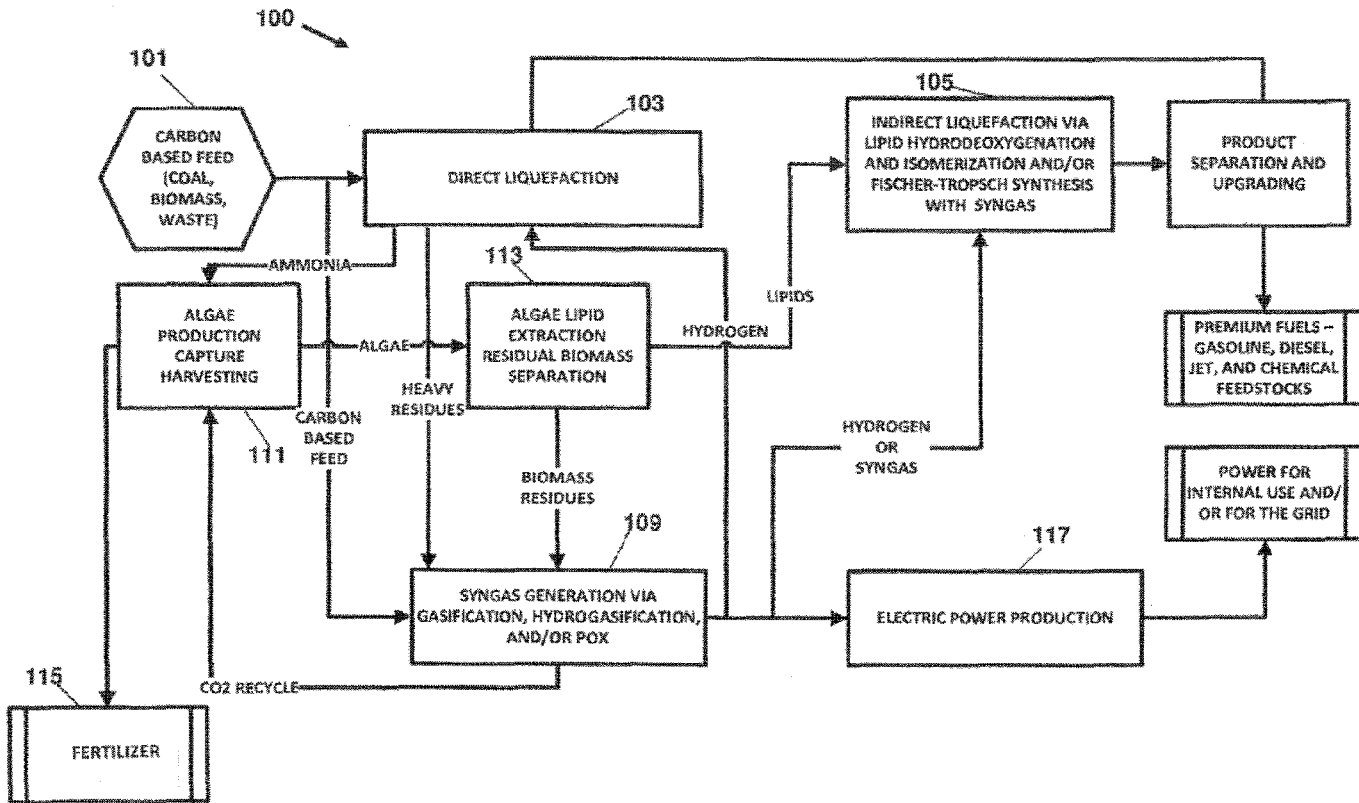 100
101
CARBON
BASED FEED
(COAL,
BIOMASS,
WASTE)
103
DIRECT LIQUEFACTION
105
INDIRECT LIQUEFACTION VIA
LIPID HYDRODEOXYGENATION
AND ISOMERIZATION AND/OR
FISCHER-TROPSCH SYNTHESIS
WITH SYNGAS
PRODUCT
SEPARATION AND
UPGRADING
AMMONIA
113
ALGAE
PRODUCTION
CAPTURE
HARVESTING
111
ALGAE
ALGAE LIPID
EXTRACTION
RESIDUAL BIOMASS
SEPARATION
HYDROGEN
LIPIDS
PREMIUM FUELS –
GASOLINE, DIESEL,
JET, AND CHEMICAL
FEEDSTOCKS
HEAVY
RESIDUES
CARBON
BASED
FEED
BIOMASS
RESIDUES
HYDROGEN
OR
SYNGAS
POWER FOR
INTERNAL USE AND/
OR FOR THE GRID
109
SYNGAS GENERATION VIA
GASIFICATION, HYDROGASIFICATION,
AND/OR POX
117
ELECTRIC POWER PRODUCTION
CO2 RECYCLE
115
FERTILIZER